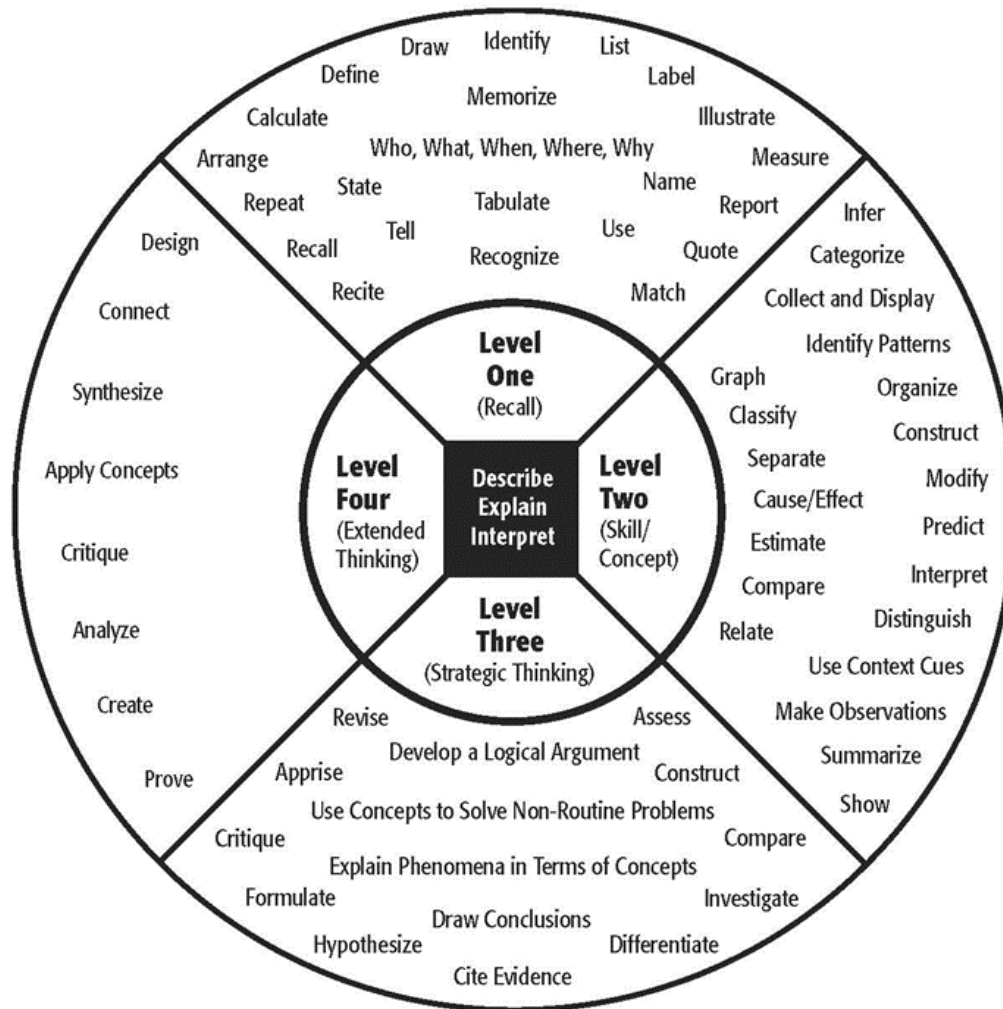 Draw
Identify
List
Define
Label
Memorize
Calculate
Illustrate
Who, What, When, Where, Why
Arrange
Measure
State
Name
Repeat
Tabulate
Report
Tell
Use
Recall
Recognize
Quote
Recite
Match
Level
One
(Recall)
Infer
Categorize
Collect and Display
Identify Patterns
Graph
Organize
Classify
Construct
Separate
Modify
Cause/Effect
Predict
Estimate
Interpret
Compare
Distinguish
Relate
Use Context Cues
Make Observations
Summarize
Show
Level
Two
(Skill/
Concept)
Describe
Explain
Interpret
Level
Three
(Strategic Thinking)
Revise
Assess
Develop a Logical Argument
Apprise
Construct
Use Concepts to Solve Non-Routine Problems
Critique
Compare
Explain Phenomena in Terms of Concepts
Formulate
Investigate
Draw Conclusions
Hypothesize
Differentiate
Cite Evidence
Level
Four
(Extended
Thinking)
Design
Connect
Synthesize
Apply Concepts
Critique
Analyze
Create
Prove